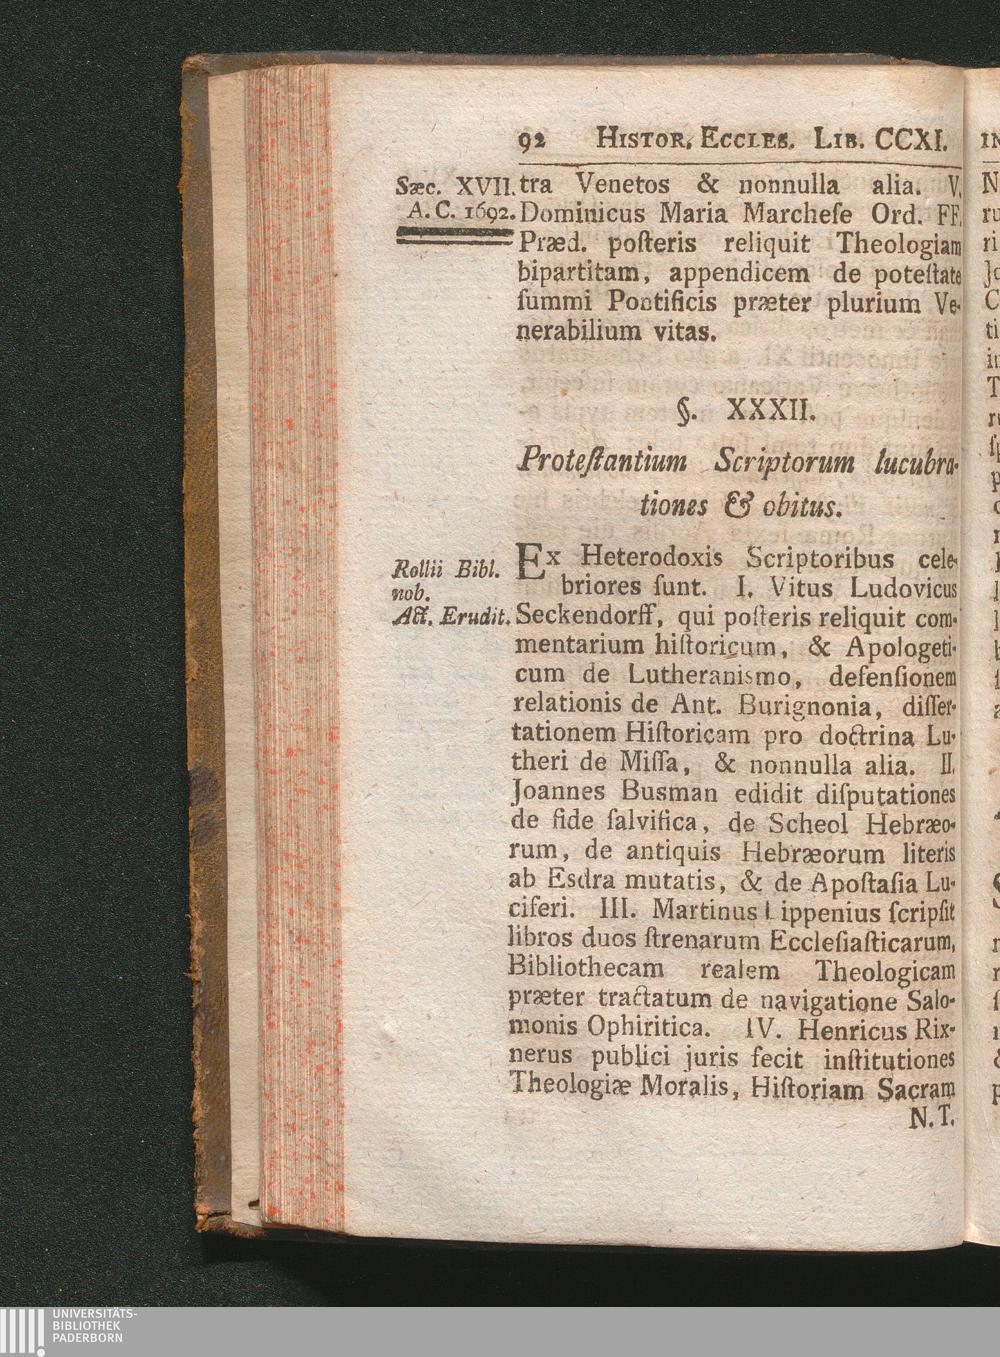 92 HISTOR. ECCLES. LIB. CCXI.
Sæc. XVII.
A. C. 1692.
tra Venetos & nonnulla alia. V.
Dominicus Maria Marcheſe Ord. FF.
Præd. poſteris reliquit Theologiam
bipartitam, appendicem de poteſtate
ſummi Pontificis præter plurium Ve-
nerabilium vitas.
§. XXXII.
Proteſtantium Scriptorum lucubra-
tiones & obitus.
Rollii Bibl.
nob.
Act. Erudit.
Ex Heterodoxis Scriptoribus cele-
briores ſunt. I. Vitus Ludovicus
Seckendorff, qui poſteris reliquit com-
mentarium hiſtoricum, & Apologeti-
cum de Lutheranismo, defenſionem
relationis de Ant. Burignonia, diſſer-
tationem Hiſtoricam pro doctrina Lu-
theri de Miſſa, & nonnulla alia. II.
Joannes Busman edidit diſputationes
de fide ſalvifica, de Scheol Hebræo-
rum, de antiquis Hebræorum literis
ab Esdra mutatis, & de Apoſtaſia Lu-
ciferi. III. Martinus Lippenius ſcripſit
libros duos ſtrenarum Eccleſiaſticarum,
Bibliothecam realem Theologicam
præter tractatum de navigatione Salo-
monis Ophiritica. IV. Henricus Rix-
nerus publici juris fecit inſtitutiones
Theologiæ Moralis, Hiſtoriam Sacram
N. T.
UNIVERSITÄTS-
BIBLIOTHEK
PADERBORN